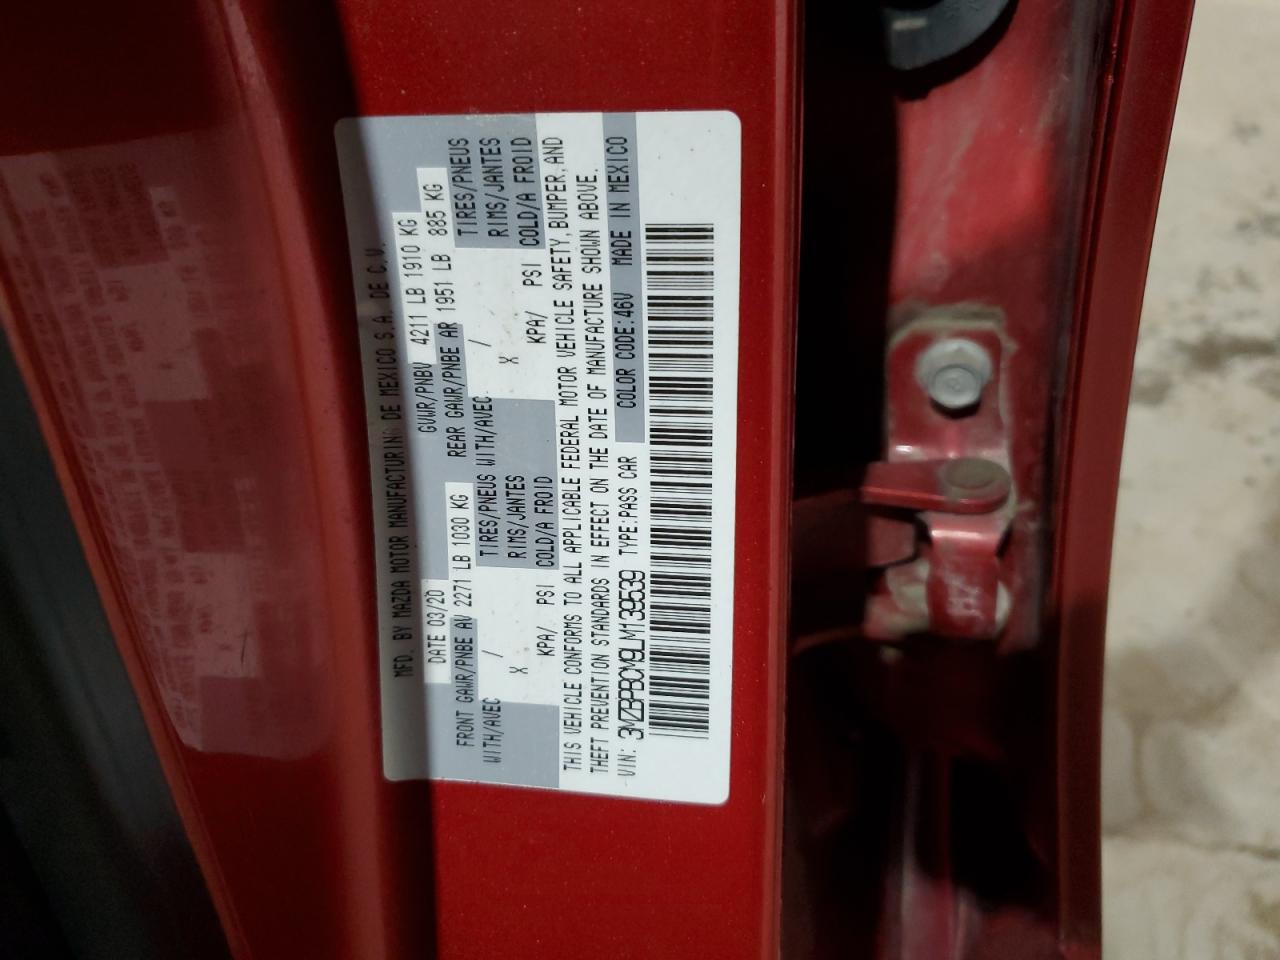 MFD. BY MAZDA MOTOR MANUFACTURING DE MEXICO S.A. DE C.V.
DATE 03/20 GVWR/PNBV 4211 LB 1910 KG
FRONT GAWR/PNBE AV 2271 LB 1030 KG REAR GAWR/PNBE AR 1951 LB 885 KG
WITH/AVEC / TIRES/PNEUS WITH/AVEC / TIRES/PNEUS
X RIMS/JANTES X RIMS/JANTES
KPA/ PSI COLD/A FROID KPA/ PSI COLD/A FROID
THIS VEHICLE CONFORMS TO ALL APPLICABLE FEDERAL MOTOR VEHICLE SAFETY, BUMPER, AND
THEFT PREVENTION STANDARDS IN EFFECT ON THE DATE OF MANUFACTURE SHOWN ABOVE.
VIN: 3MZBPBCM9LM139539 TYPE:PASS CAR COLOR CODE:46V MADE IN MEXICO